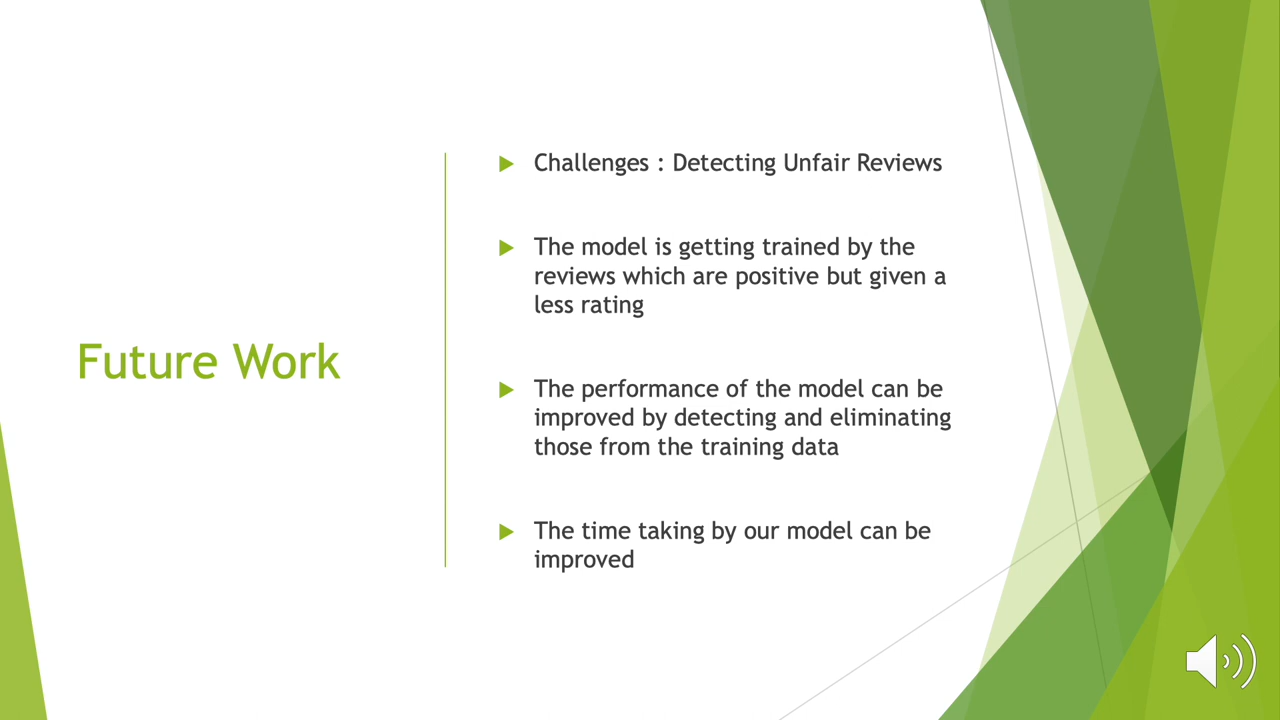 Future Work
Challenges : Detecting Unfair Reviews
The model is getting trained by the
reviews which are positive but given a
less rating
The performance of the model can be
improved by detecting and eliminating
those from the training data
The time taking by our model can be
improved